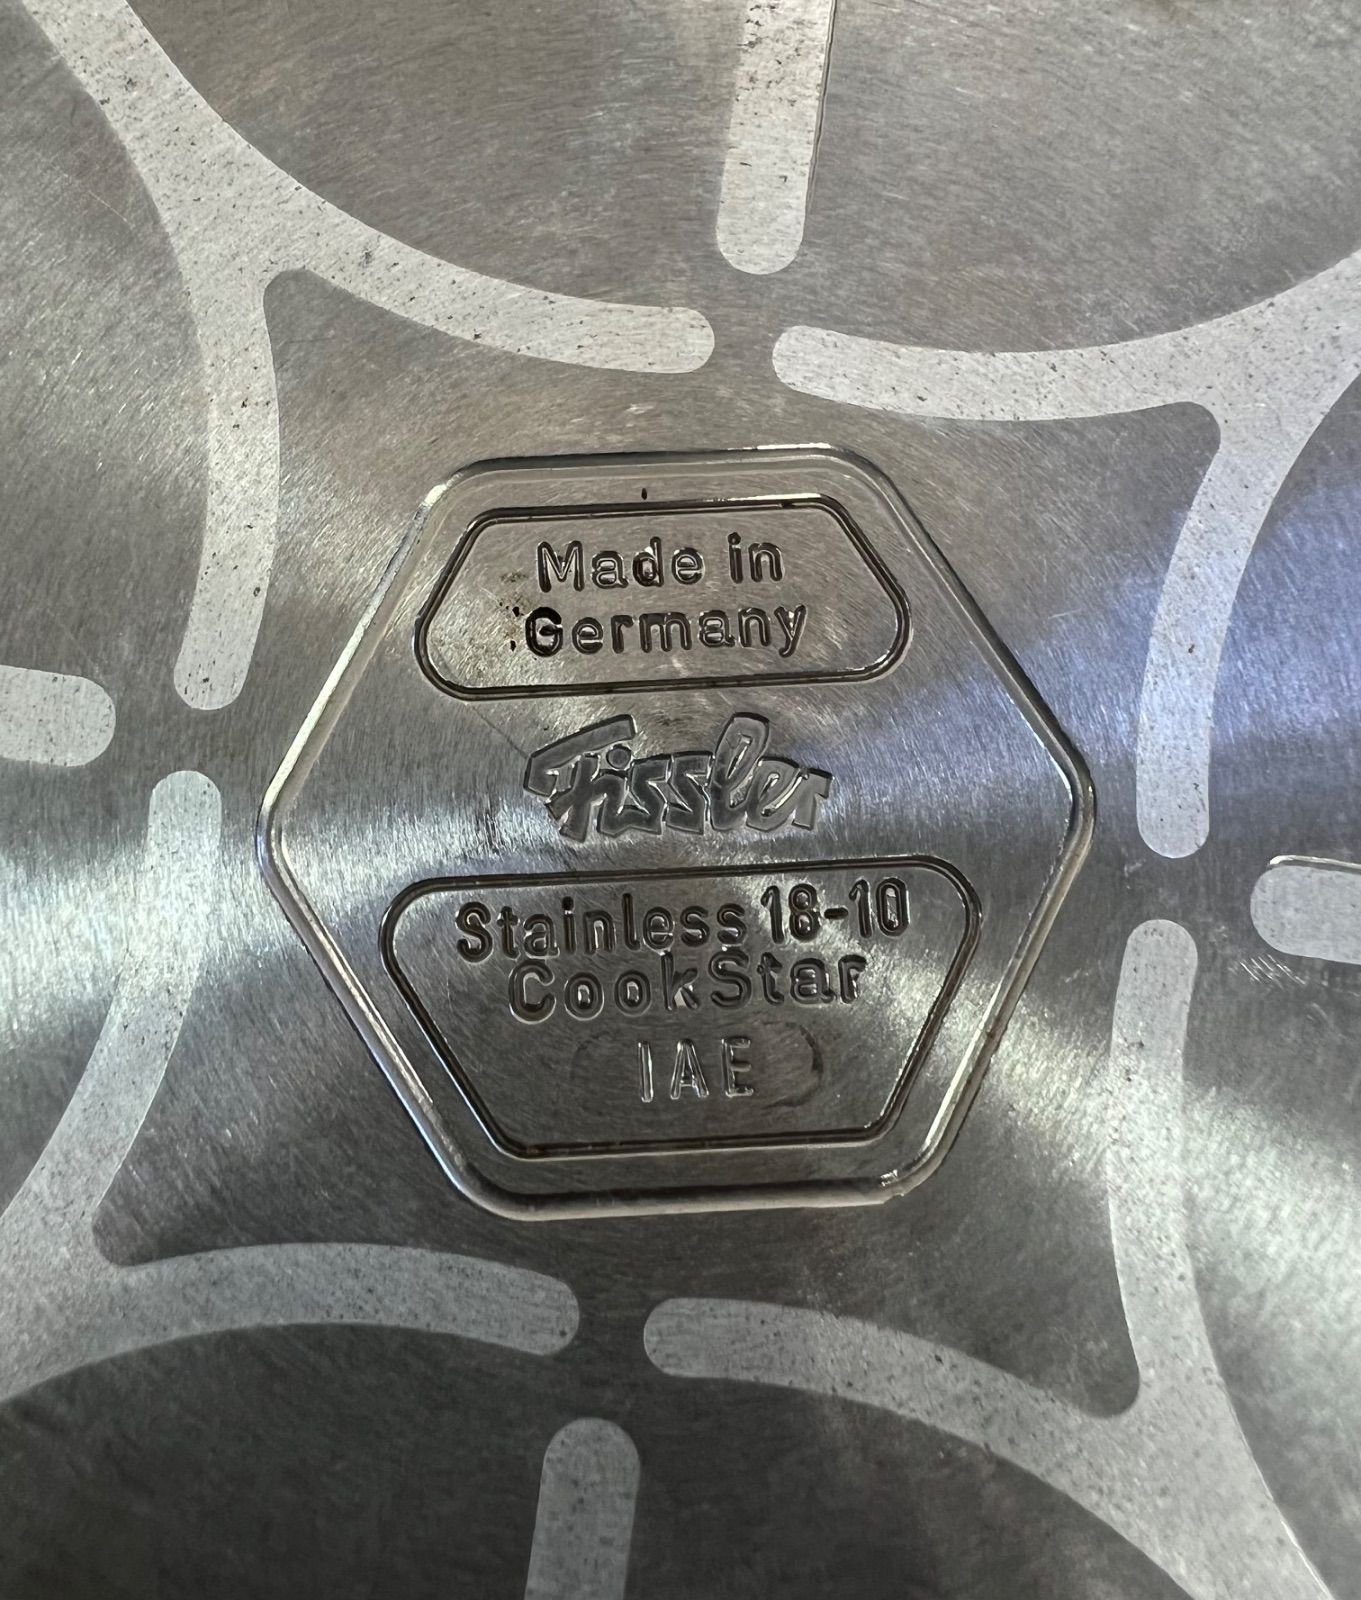 Made in
Germany
Fissler
Stainless 18-10
CookStar
IAE